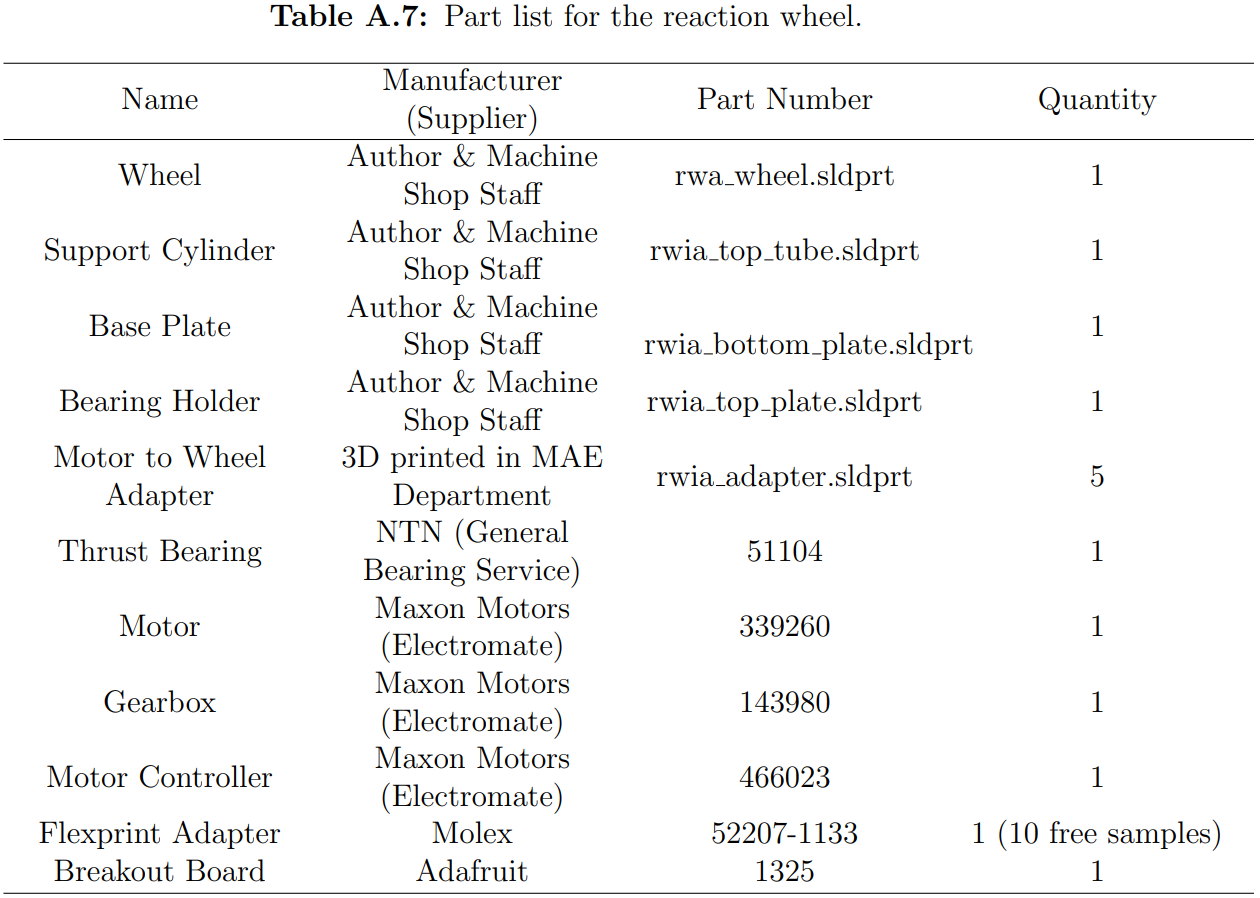 Table A.7: Part list for the reaction wheel.
Name Manufacturer (Supplier) Part Number Quantity
Wheel Author & Machine Shop Staff rwa_wheel.sldprt 1
Support Cylinder Author & Machine Shop Staff rwia_top_tube.sldprt 1
Base Plate Author & Machine Shop Staff rwia_bottom_plate.sldprt 1
Bearing Holder Author & Machine Shop Staff rwia_top_plate.sldprt 1
Motor to Wheel Adapter 3D printed in MAE Department rwia_adapter.sldprt 5
Thrust Bearing NTN (General Bearing Service) 51104 1
Motor Maxon Motors (Electromate) 339260 1
Gearbox Maxon Motors (Electromate) 143980 1
Motor Controller Maxon Motors (Electromate) 466023 1
Flexprint Adapter Molex 52207-1133 1 (10 free samples)
Breakout Board Adafruit 1325 1